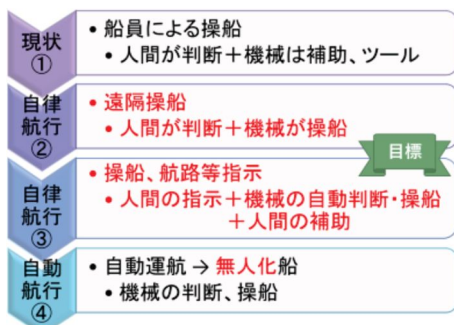 現状
①
• 船員による操船
• 人間が判断＋機械は補助、ツール
自律
航行
②
• 遠隔操船
• 人間が判断＋機械が操船
目標
自律
航行
③
• 操船、航路等指示
• 人間の指示＋機械の自動判断・操船
＋人間の補助
自動
航行
④
• 自動運航 → 無人化船
• 機械の判断、操船